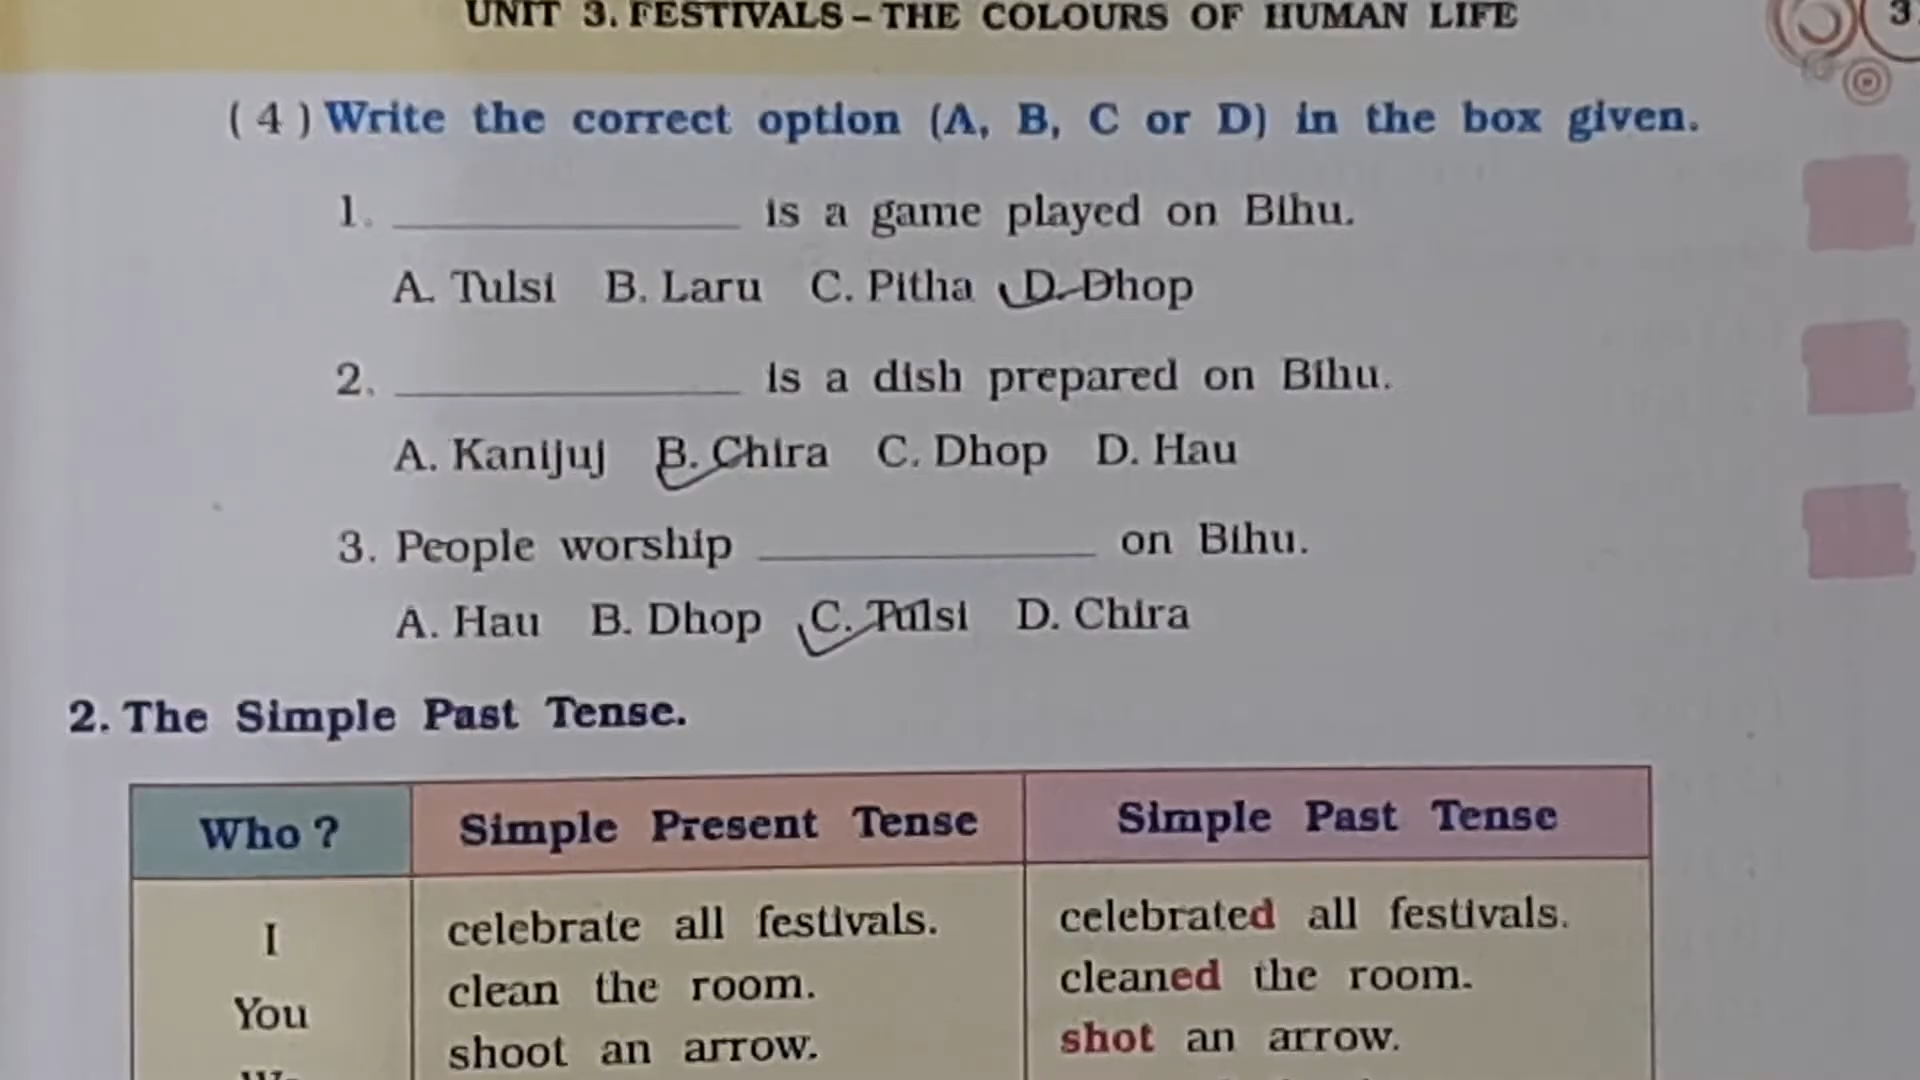 UNIT 3. FESTIVALS – THE COLOURS OF HUMAN LIFE
3
( 4 ) Write the correct option (A, B, C or D) in the box given.
1. ____________ is a game played on Bihu.
A. Tulsi B. Laru C. Pitha D. Dhop
2. ____________ is a dish prepared on Bihu.
A. Kanijuj B. Chira C. Dhop D. Hau
3. People worship ____________ on Bihu.
A. Hau B. Dhop C. Tulsi D. Chira
2. The Simple Past Tense.
Who ? Simple Present Tense Simple Past Tense
I celebrate all festivals. celebrated all festivals.
You clean the room. cleaned the room.
shoot an arrow. shot an arrow.